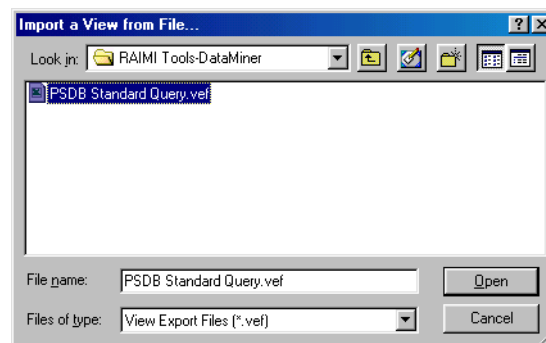 Import a View from File...
Look in: RAIMI Tools-DataMiner
PSDB Standard Query.vef
File name: PSDB Standard Query.vef Open
Files of type: View Export Files (*.vef) Cancel